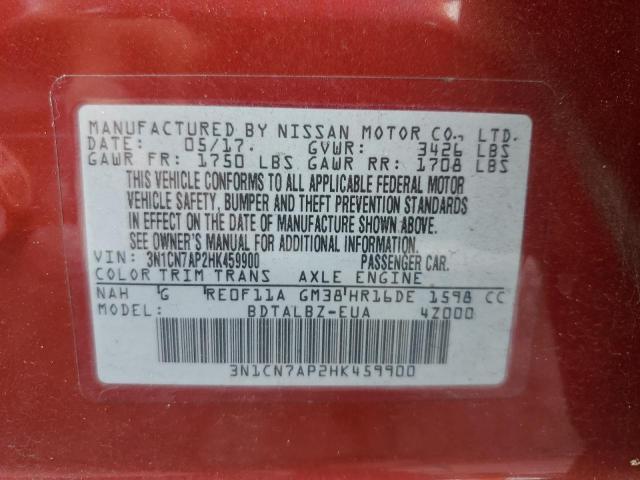 MANUFACTURED BY NISSAN MOTOR CO., LTD.
DATE: 05/17. GVWR: 3426 LBS
GAWR FR: 1750 LBS GAWR RR: 1708 LBS
THIS VEHICLE CONFORMS TO ALL APPLICABLE FEDERAL MOTOR
VEHICLE SAFETY, BUMPER AND THEFT PREVENTION STANDARDS
IN EFFECT ON THE DATE OF MANUFACTURE SHOWN ABOVE.
SEE OWNER'S MANUAL FOR ADDITIONAL INFORMATION.
VIN: 3N1CN7AP2HK459900 PASSENGER CAR.
COLOR TRIM TRANS AXLE ENGINE
NAH G RE0F11A GM38 HR16DE 1598 CC
MODEL: BDTALBZ-EUA 4Z000
3N1CN7AP2HK459900